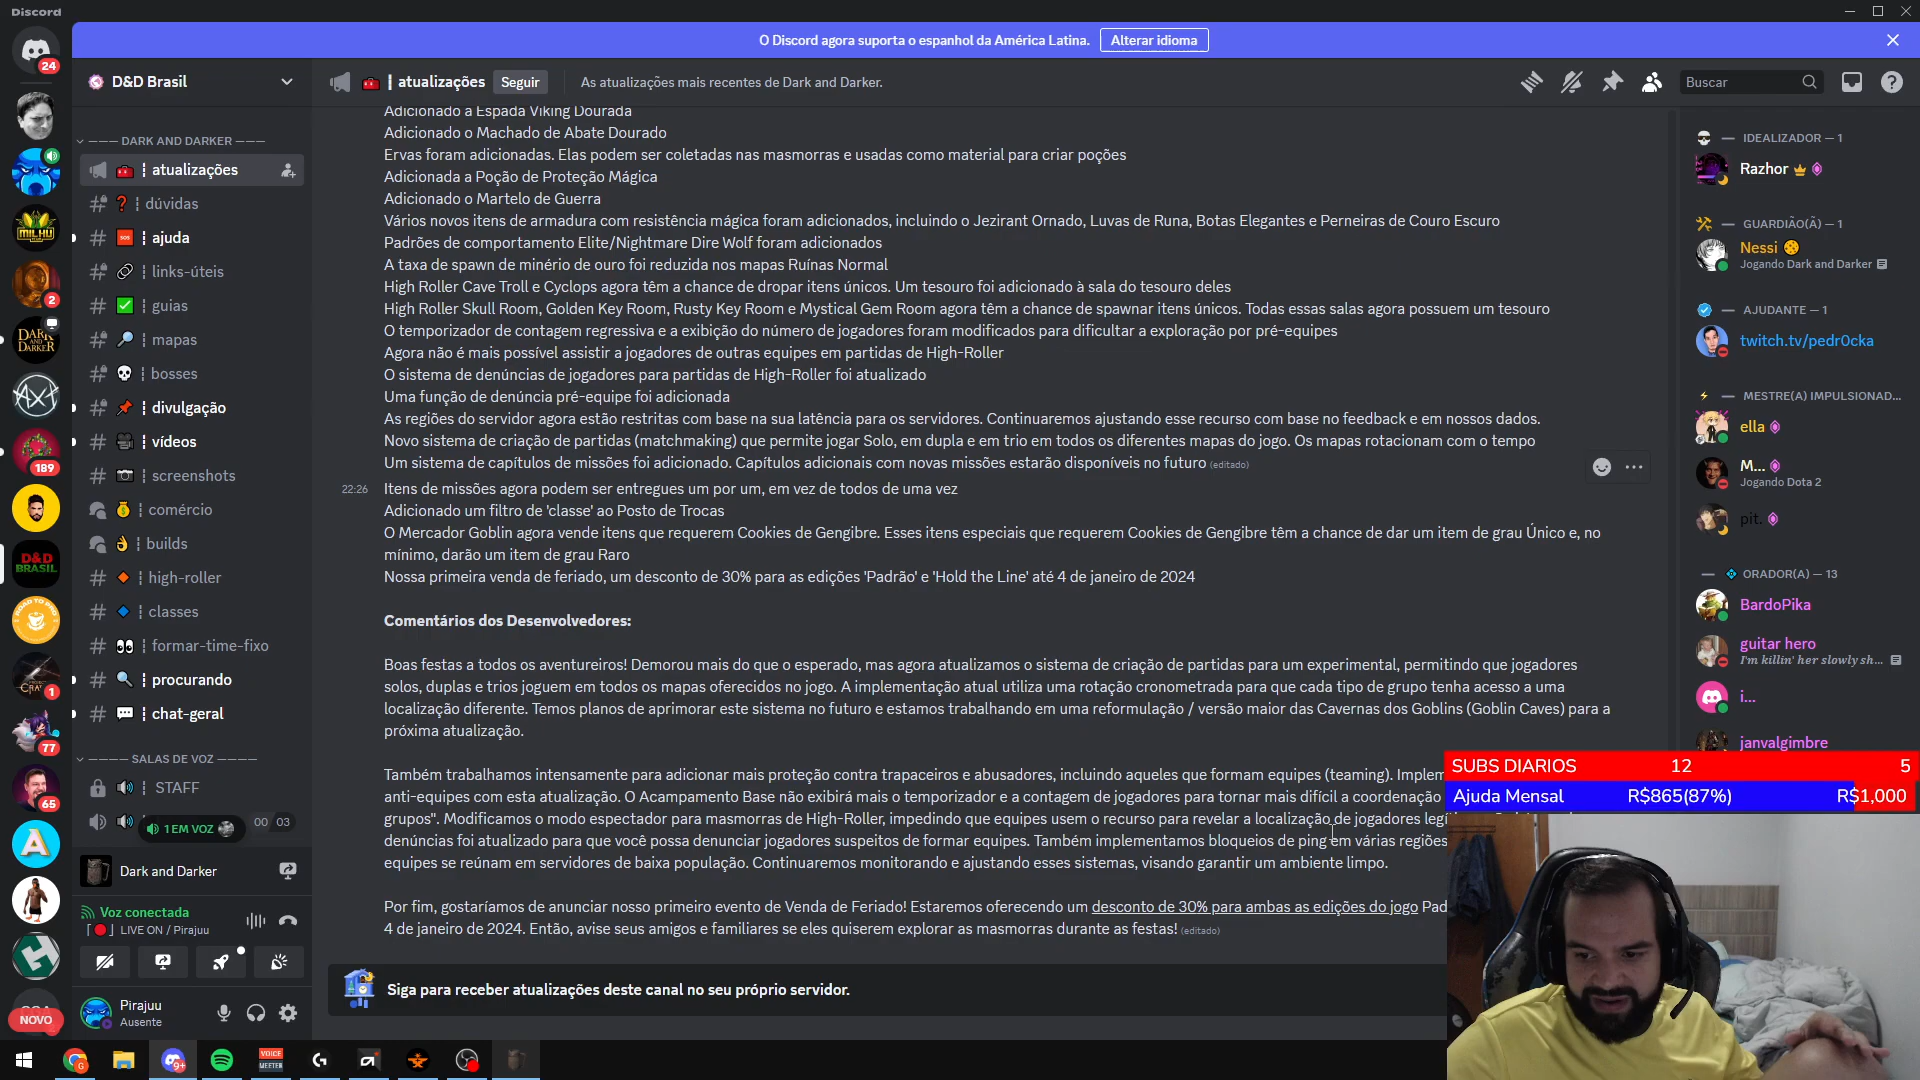 Discord
O Discord agora suporta o espanhol da América Latina.
Alterar idioma
24
D&D Brasil
| atualizações
Seguir
As atualizações mais recentes de Dark and Darker.
Buscar
——— DARK AND DARKER ———
¦ atualizações
¦ dúvidas
¦ ajuda
¦ links-úteis
¦ guias
¦ mapas
¦ bosses
¦ divulgação
¦ vídeos
¦ screenshots
¦ comércio
¦ builds
¦ high-roller
¦ classes
¦ formar-time-fixo
¦ procurando
¦ chat-geral
———— SALAS DE VOZ ————
¦ STAFF
1 EM VOZ
00 03
Dark and Darker
Voz conectada
[🔴] LIVE ON / Pirajuu
Pirajuu
Ausente
MILHU
2
DARK AND DARKER
AXT
189
D&D BRASIL
ROAD TO PRO
1
77
65
NOVO
Adicionado a Espada Viking Dourada
Adicionado o Machado de Abate Dourado
Ervas foram adicionadas. Elas podem ser coletadas nas masmorras e usadas como material para criar poções
Adicionada a Poção de Proteção Mágica
Adicionado o Martelo de Guerra
Vários novos itens de armadura com resistência mágica foram adicionados, incluindo o Jezirant Ornado, Luvas de Runa, Botas Elegantes e Perneiras de Couro Escuro
Padrões de comportamento Elite/Nightmare Dire Wolf foram adicionados
A taxa de spawn de minério de ouro foi reduzida nos mapas Ruínas Normal
High Roller Cave Troll e Cyclops agora têm a chance de dropar itens únicos. Um tesouro foi adicionado à sala do tesouro deles
High Roller Skull Room, Golden Key Room, Rusty Key Room e Mystical Gem Room agora têm a chance de spawnar itens únicos. Todas essas salas agora possuem um tesouro
O temporizador de contagem regressiva e a exibição do número de jogadores foram modificados para dificultar a exploração por pré-equipes
Agora não é mais possível assistir a jogadores de outras equipes em partidas de High-Roller
O sistema de denúncias de jogadores para partidas de High-Roller foi atualizado
Uma função de denúncia pré-equipe foi adicionada
As regiões do servidor agora estão restritas com base na sua latência para os servidores. Continuaremos ajustando esse recurso com base no feedback e em nossos dados.
Novo sistema de criação de partidas (matchmaking) que permite jogar Solo, em dupla e em trio em todos os diferentes mapas do jogo. Os mapas rotacionam com o tempo
Um sistema de capítulos de missões foi adicionado. Capítulos adicionais com novas missões estarão disponíveis no futuro (editado)
22:26 Itens de missões agora podem ser entregues um por um, em vez de todos de uma vez
Adicionado um filtro de 'classe' ao Posto de Trocas
O Mercador Goblin agora vende itens que requerem Cookies de Gengibre. Esses itens especiais que requerem Cookies de Gengibre têm a chance de dar um item de grau Único e, no
mínimo, darão um item de grau Raro
Nossa primeira venda de feriado, um desconto de 30% para as edições 'Padrão' e 'Hold the Line' até 4 de janeiro de 2024
Comentários dos Desenvolvedores:
Boas festas a todos os aventureiros! Demorou mais do que o esperado, mas agora atualizamos o sistema de criação de partidas para um experimental, permitindo que jogadores
solos, duplas e trios joguem em todos os mapas oferecidos no jogo. A implementação atual utiliza uma rotação cronometrada para que cada tipo de grupo tenha acesso a uma
localização diferente. Temos planos de aprimorar este sistema no futuro e estamos trabalhando em uma reformulação / versão maior das Cavernas dos Goblins (Goblin Caves) para a
próxima atualização.
Também trabalhamos intensamente para adicionar mais proteção contra trapaceiros e abusadores, incluindo aqueles que formam equipes (teaming). Implem
anti-equipes com esta atualização. O Acampamento Base não exibirá mais o temporizador e a contagem de jogadores para tornar mais difícil a coordenação
grupos". Modificamos o modo espectador para masmorras de High-Roller, impedindo que equipes usem o recurso para revelar a localização de jogadores legí
denúncias foi atualizado para que você possa denunciar jogadores suspeitos de formar equipes. Também implementamos bloqueios de ping em várias regiões
equipes se reúnam em servidores de baixa população. Continuaremos monitorando e ajustando esses sistemas, visando garantir um ambiente limpo.
Por fim, gostaríamos de anunciar nosso primeiro evento de Venda de Feriado! Estaremos oferecendo um desconto de 30% para ambas as edições do jogo Pad
4 de janeiro de 2024. Então, avise seus amigos e familiares se eles quiserem explorar as masmorras durante as festas! (editado)
Siga para receber atualizações deste canal no seu próprio servidor.
— IDEALIZADOR — 1
Razhor
— GUARDIÃO(Ã) — 1
Nessi
Jogando Dark and Darker
— AJUDANTE — 1
twitch.tv/pedr0cka
— MESTRE(A) IMPULSIONAD...
ella
M...
Jogando Dota 2
pit.
— ORADOR(A) — 13
BardoPika
guitar hero
I'm killin' her slowly sh...
i...
janvalgimbre
SUBS DIARIOS 12 5
Ajuda Mensal R$865(87%) R$1,000
9+
VOICE MEETER